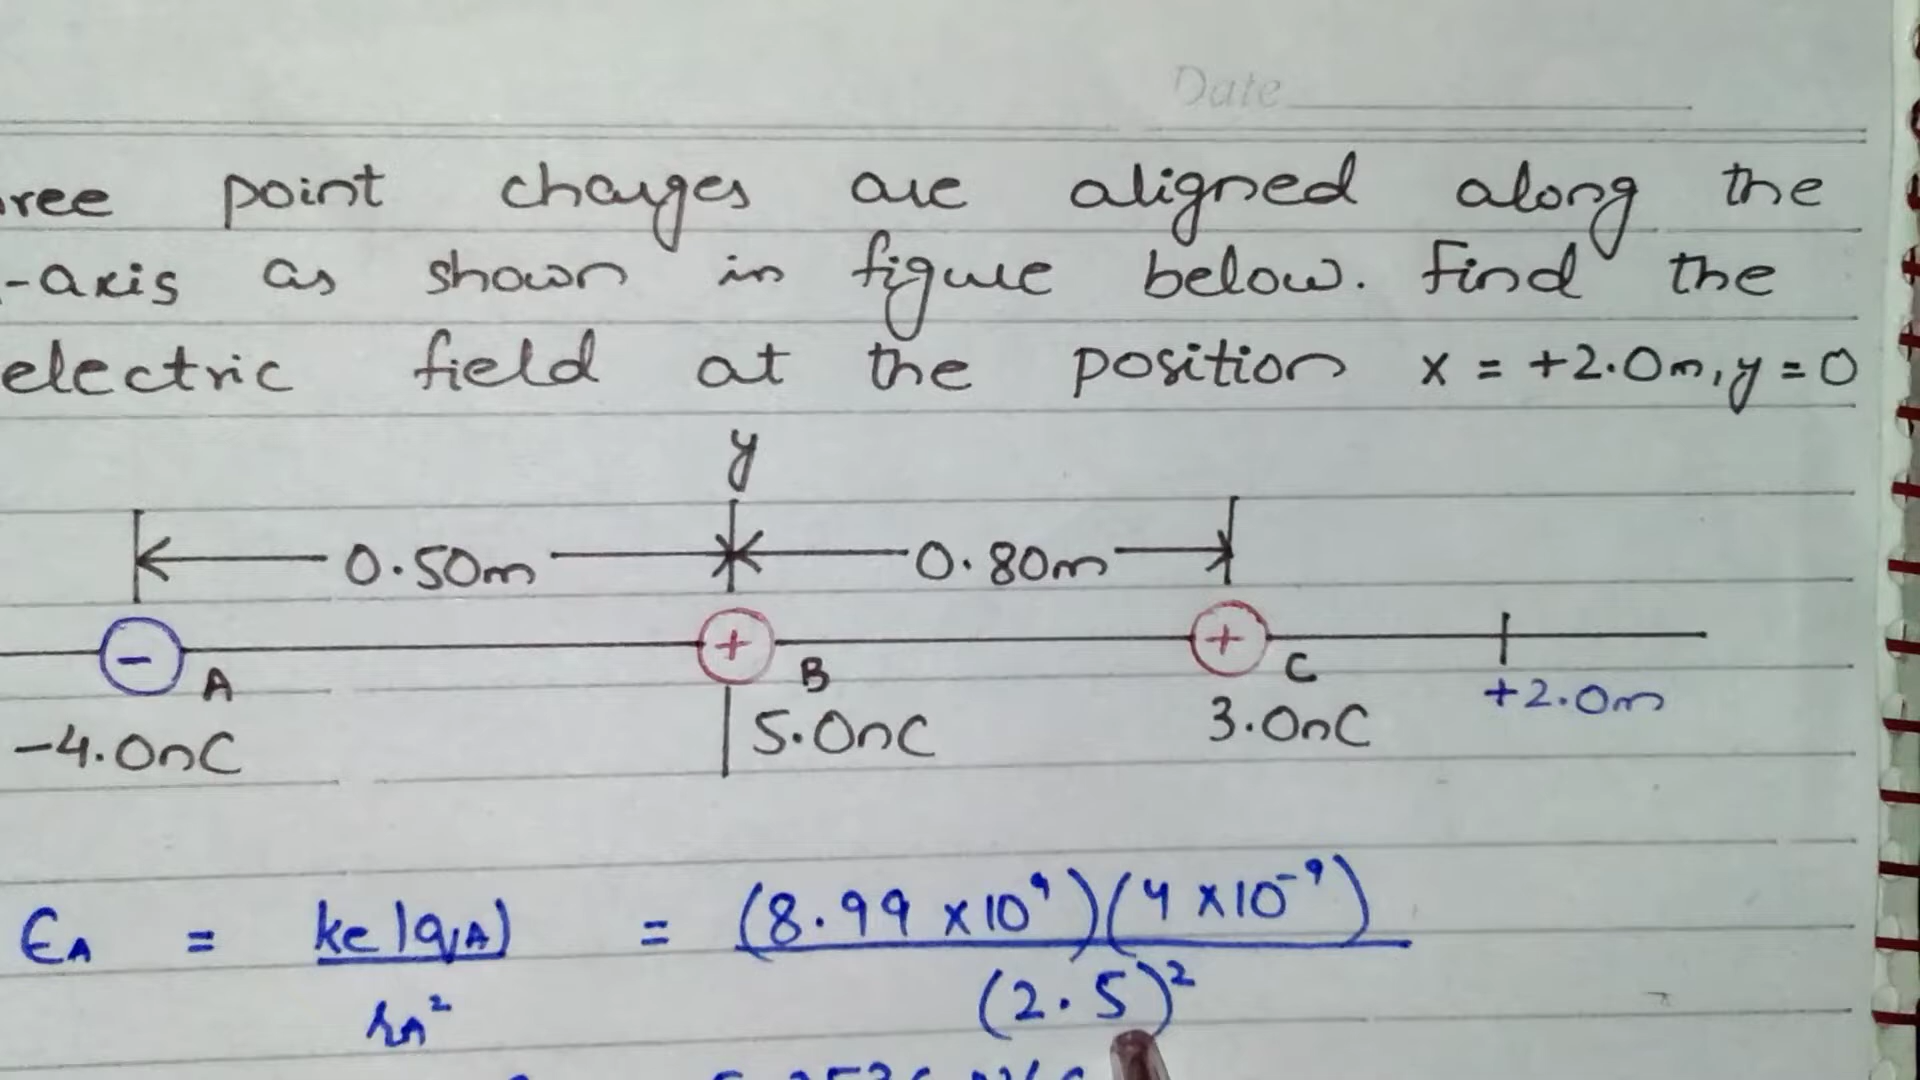 Date
point charges are aligned along the
-axis as shown in figure below. Find the
electric field at the position x = +2.0m, y = 0
y
0.50m 0.80m
- A + B + C
+2.0m
-4.0nC 5.0nC 3.0nC
EA = ke|qA| / rA² = (8.99 x 10⁹)(4 x 10⁻⁹) / (2.5)²